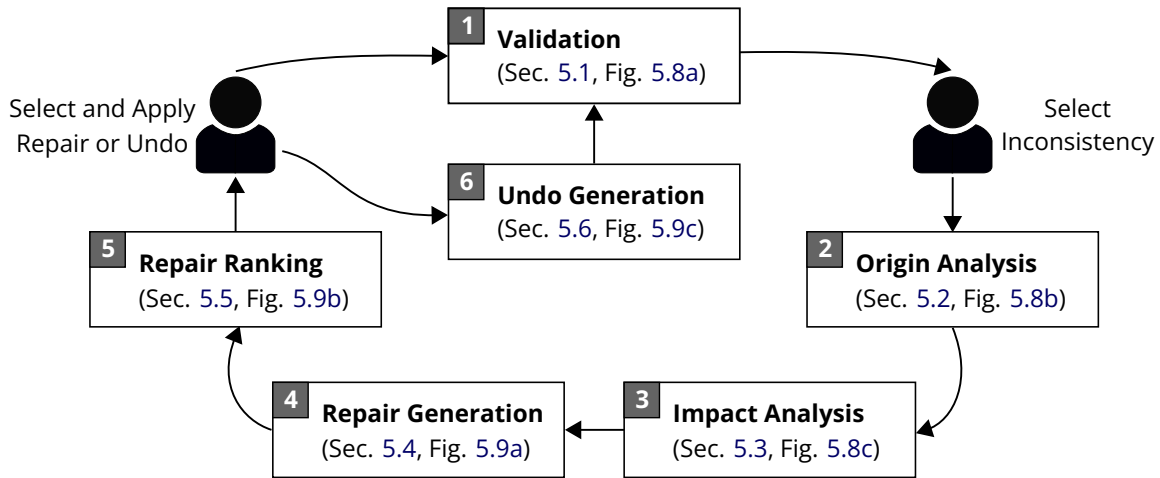 1
Validation
(Sec. 5.1, Fig. 5.8a)
Select and Apply
Repair or Undo
Select
Inconsistency
6
Undo Generation
(Sec. 5.6, Fig. 5.9c)
5
Repair Ranking
(Sec. 5.5, Fig. 5.9b)
2
Origin Analysis
(Sec. 5.2, Fig. 5.8b)
4
Repair Generation
(Sec. 5.4, Fig. 5.9a)
3
Impact Analysis
(Sec. 5.3, Fig. 5.8c)